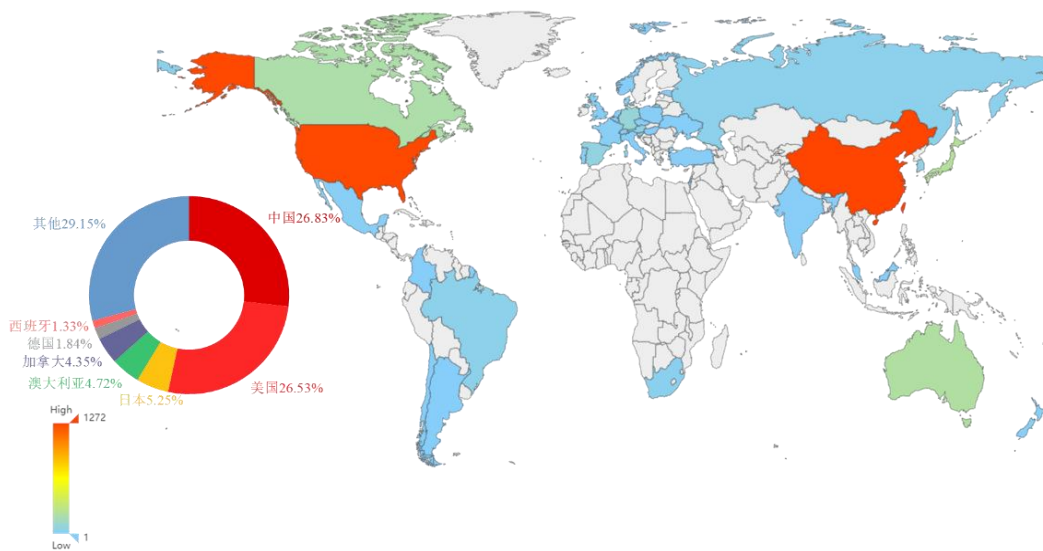 中国26.83%
其他29.15%
西班牙1.33%
德国1.84%
加拿大4.35%
澳大利亚4.72%
日本5.25%
美国26.53%
High
1272
1
Low